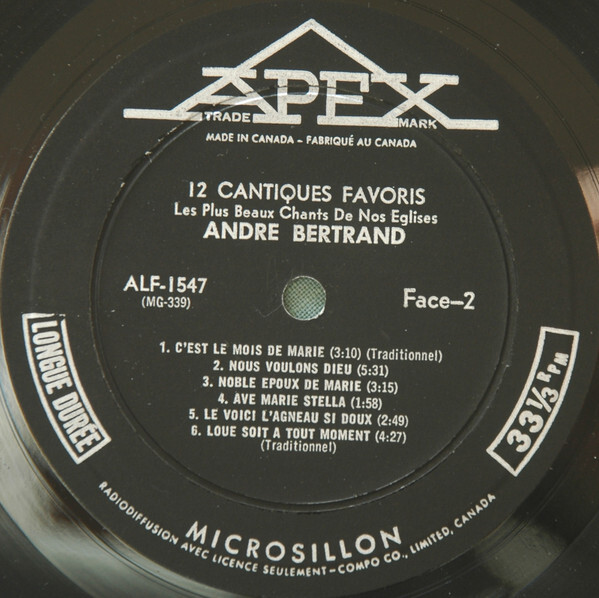 APEX
TRADE MARK
MADE IN CANADA – FABRIQUÉ AU CANADA
12 CANTIQUES FAVORIS
Les Plus Beaux Chants De Nos Eglises
ANDRE BERTRAND
ALF-1547
(MG-339)
Face–2
1. C'EST LE MOIS DE MARIE (3:10) (Traditionnel)
2. NOUS VOULONS DIEU (5:31)
3. NOBLE EPOUX DE MARIE (3:15)
4. AVE MARIE STELLA (1:58)
5. LE VOICI L'AGNEAU SI DOUX (2:49)
6. LOUE SOIT A TOUT MOMENT (4:27)
(Traditionnel)
LONGUE DURÉE
33⅓ RPM
MICROSILLON
RADIODIFFUSION AVEC LICENCE SEULEMENT–COMPO CO., LIMITED, CANADA